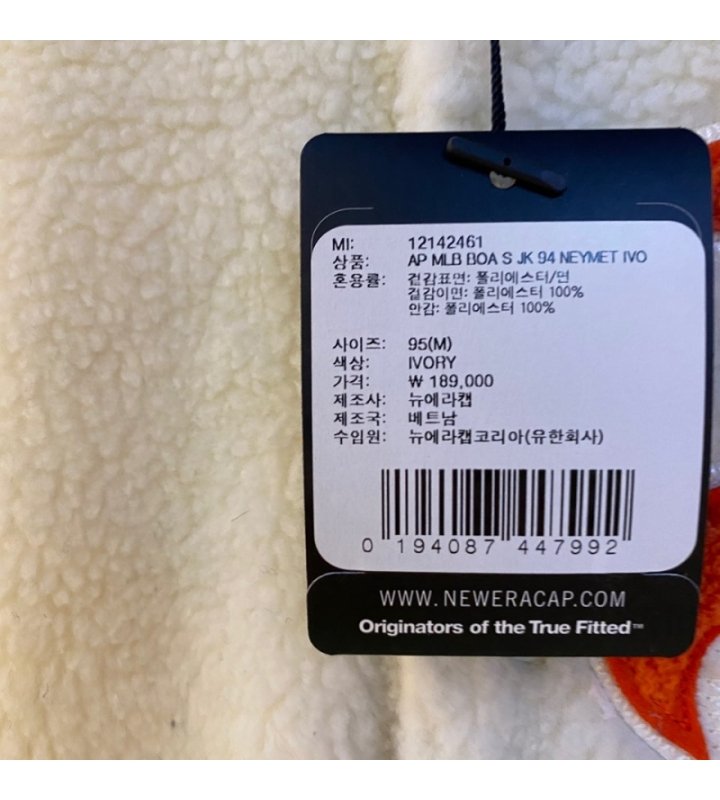 MI: 12142461
상품: AP MLB BOA S JK 94 NEYMET IVO
혼용률: 겉감표면: 폴리에스터/면
겉감이면: 폴리에스터 100%
안감: 폴리에스터 100%
사이즈: 95(M)
색상: IVORY
가격: ₩ 189,000
제조사: 뉴에라캡
제조국: 베트남
수입원: 뉴에라캡코리아(유한회사)
0 194087 447992
WWW.NEWERACAP.COM
Originators of the True Fitted™